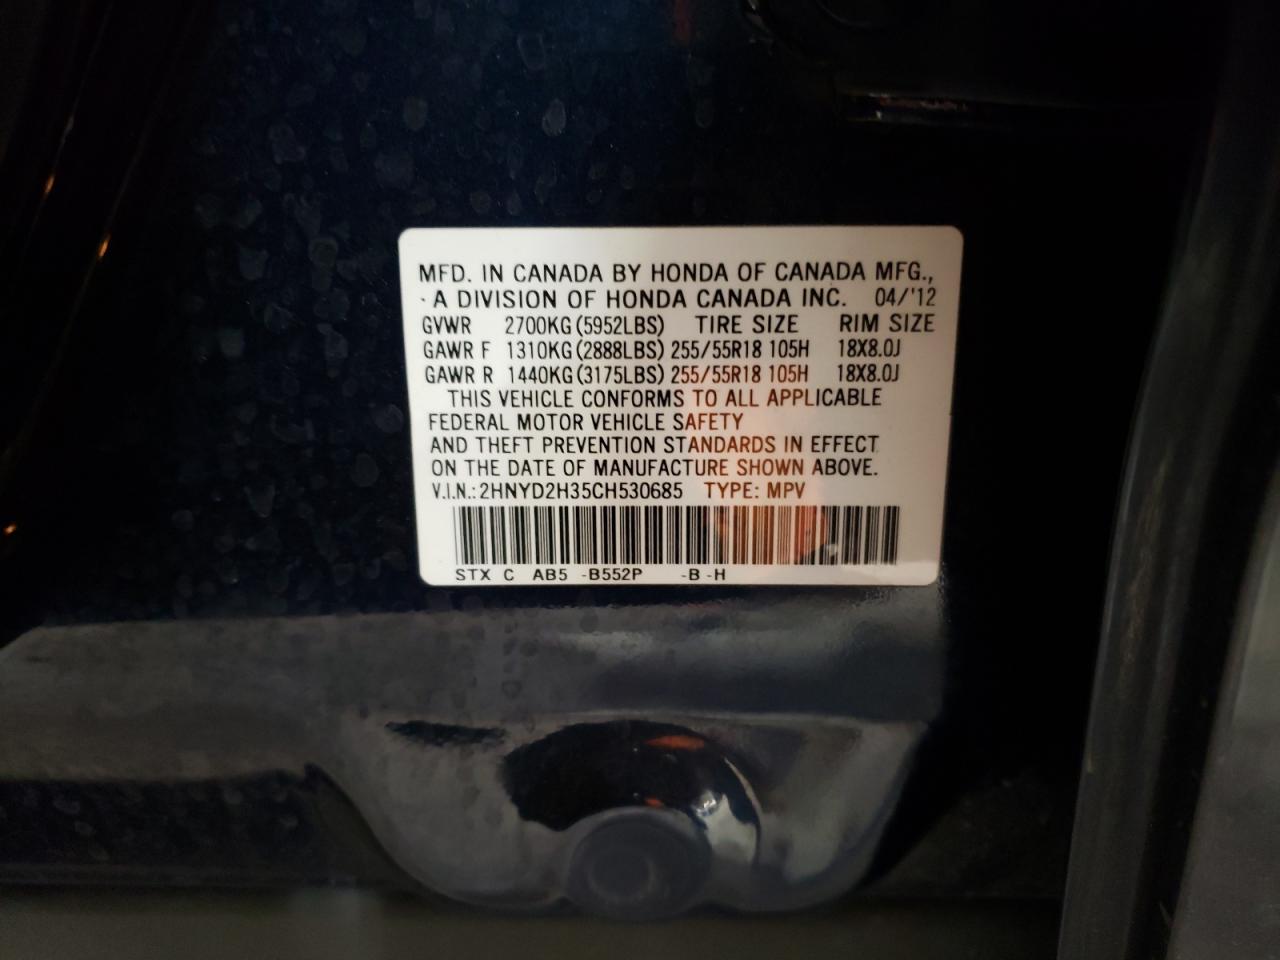 MFD. IN CANADA BY HONDA OF CANADA MFG.,
A DIVISION OF HONDA CANADA INC. 04/'12
GVWR 2700KG(5952LBS) TIRE SIZE RIM SIZE
GAWR F 1310KG(2888LBS) 255/55R18 105H 18X8.0J
GAWR R 1440KG(3175LBS) 255/55R18 105H 18X8.0J
THIS VEHICLE CONFORMS TO ALL APPLICABLE
FEDERAL MOTOR VEHICLE SAFETY
AND THEFT PREVENTION STANDARDS IN EFFECT
ON THE DATE OF MANUFACTURE SHOWN ABOVE.
V.I.N.: 2HNYD2H35CH530685 TYPE: MPV
STX C AB5 -B552P -B -H